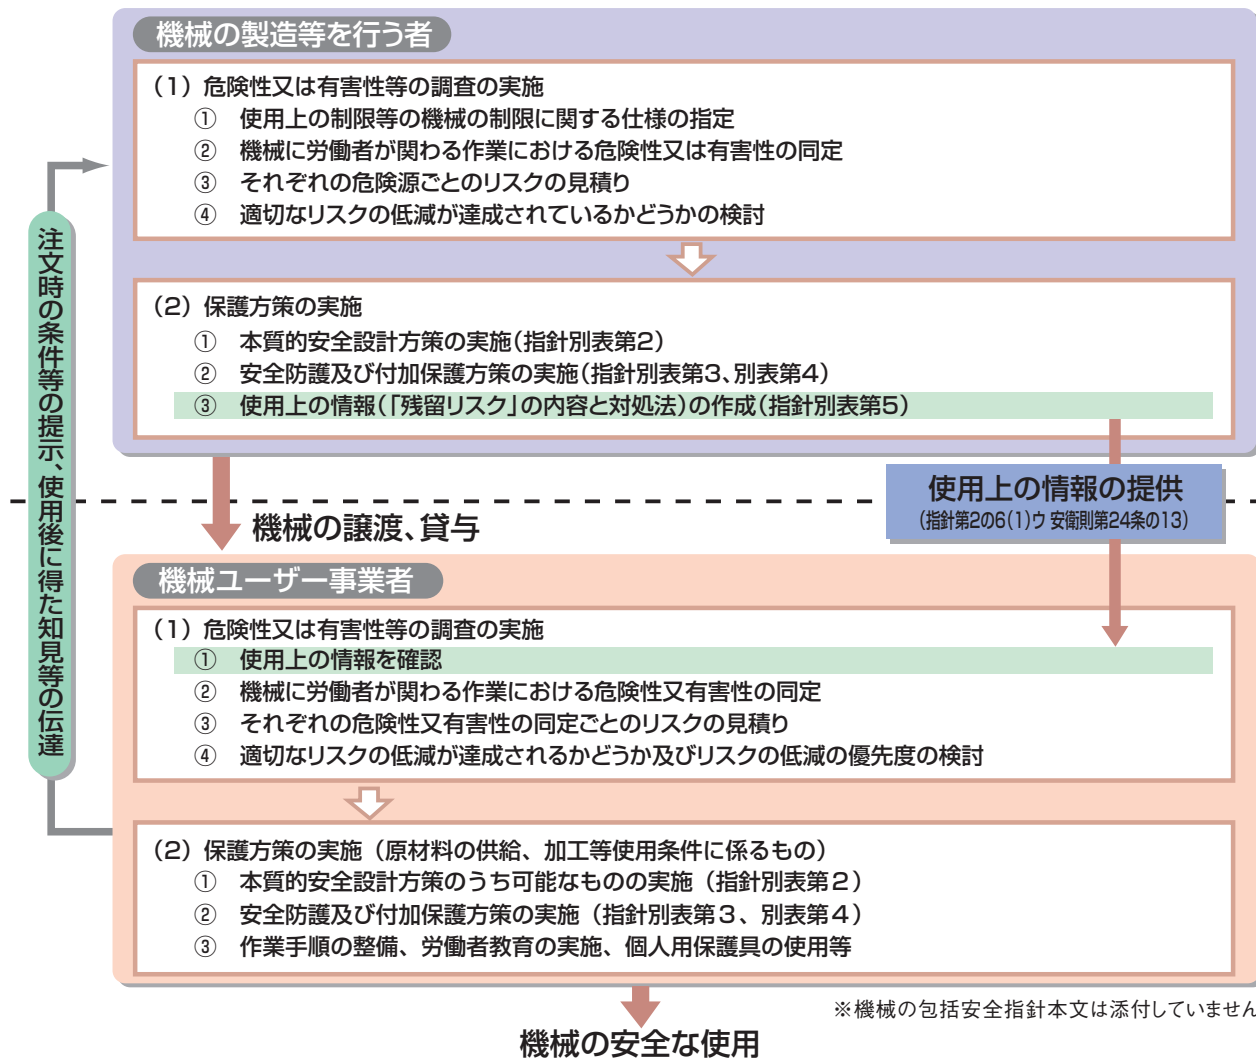 機械の製造等を行う者
(1) 危険性又は有害性等の調査の実施
① 使用上の制限等の機械の制限に関する仕様の指定
② 機械に労働者が関わる作業における危険性又は有害性の同定
③ それぞれの危険源ごとのリスクの見積り
④ 適切なリスクの低減が達成されているかどうかの検討
(2) 保護方策の実施
① 本質的安全設計方策の実施(指針別表第2)
② 安全防護及び付加保護方策の実施(指針別表第3、別表第4)
③ 使用上の情報(「残留リスク」の内容と対処法)の作成(指針別表第5)
注文時の条件等の提示、使用後に得た知見等の伝達
使用上の情報の提供
(指針第2の6(1)ウ 安衛則第24条の13)
機械の譲渡、貸与
機械ユーザー事業者
(1) 危険性又は有害性等の調査の実施
① 使用上の情報を確認
② 機械に労働者が関わる作業における危険性又有害性の同定
③ それぞれの危険性又有害性の同定ごとのリスクの見積り
④ 適切なリスクの低減が達成されるかどうか及びリスクの低減の優先度の検討
(2) 保護方策の実施(原材料の供給、加工等使用条件に係るもの)
① 本質的安全設計方策のうち可能なものの実施(指針別表第2)
② 安全防護及び付加保護方策の実施(指針別表第3、別表第4)
③ 作業手順の整備、労働者教育の実施、個人用保護具の使用等
※機械の包括安全指針本文は添付していません
機械の安全な使用